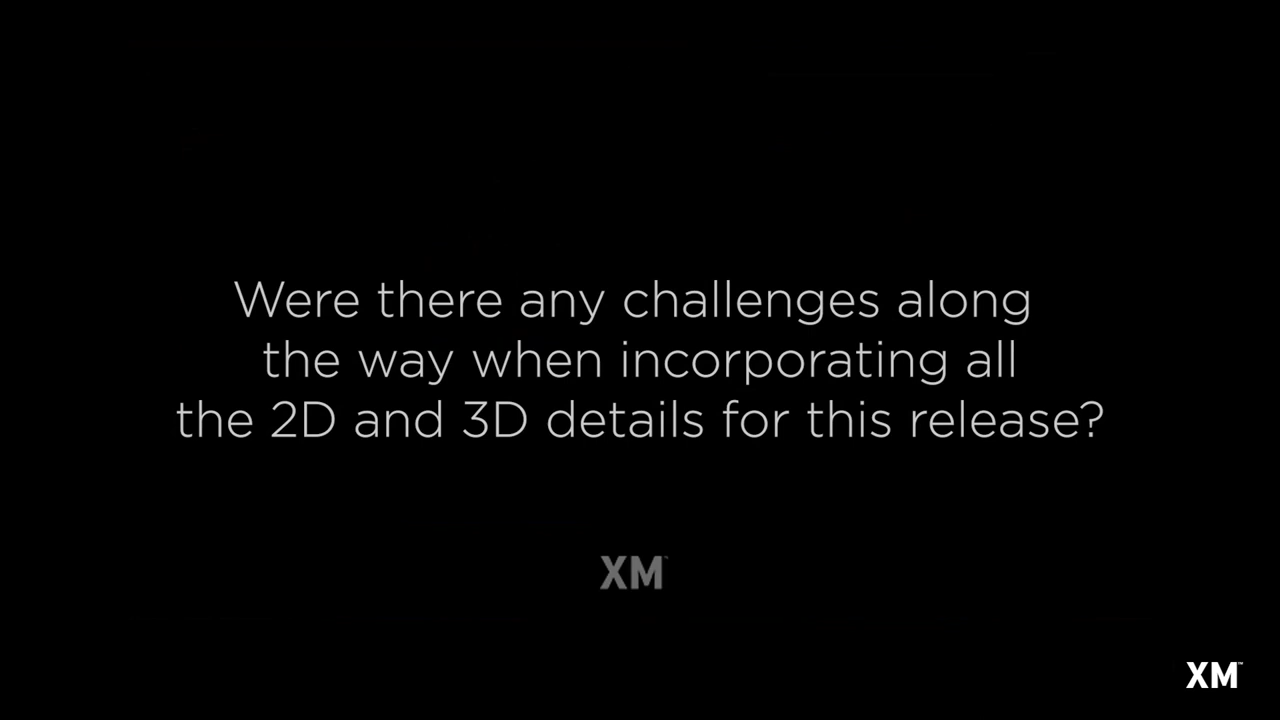 Were there any challenges along
the way when incorporating all
the 2D and 3D details for this release?
XM
XM™